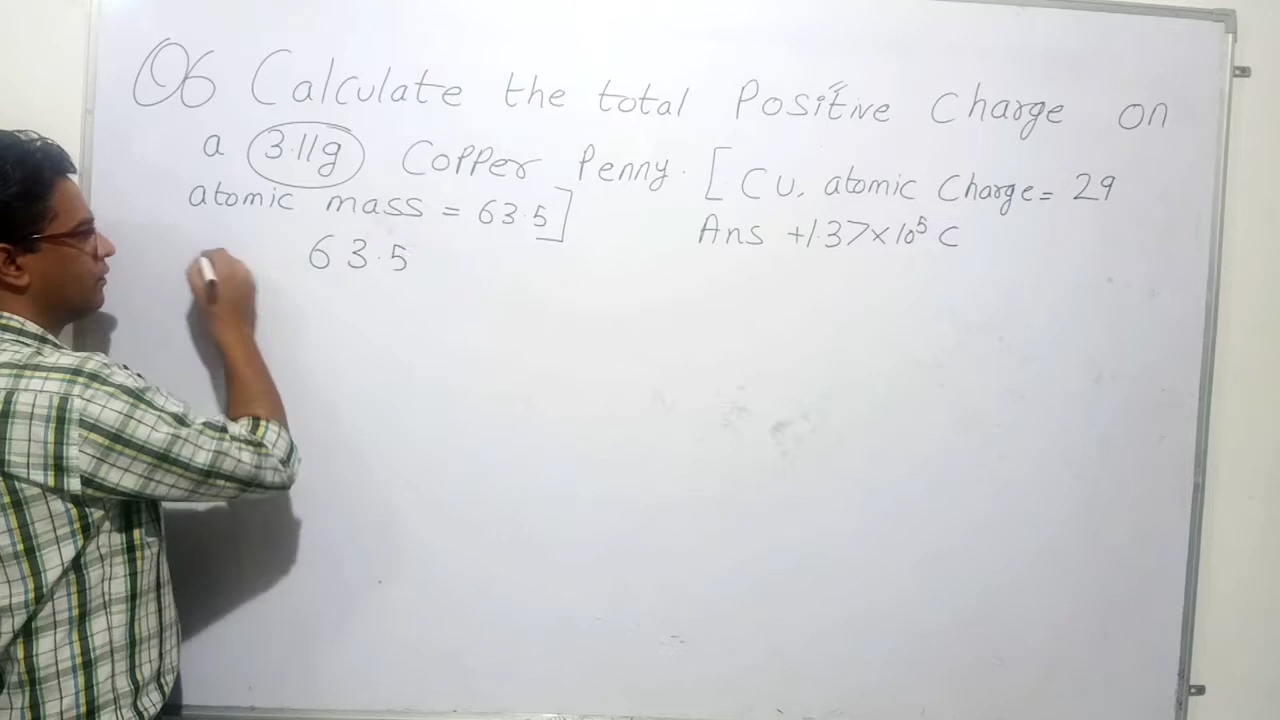 Q6 Calculate the total Positive Charge on
a 3.11g Copper Penny. [CU, atomic Charge = 29
atomic mass = 63.5]
Ans +1.37×10⁵ C
63.5